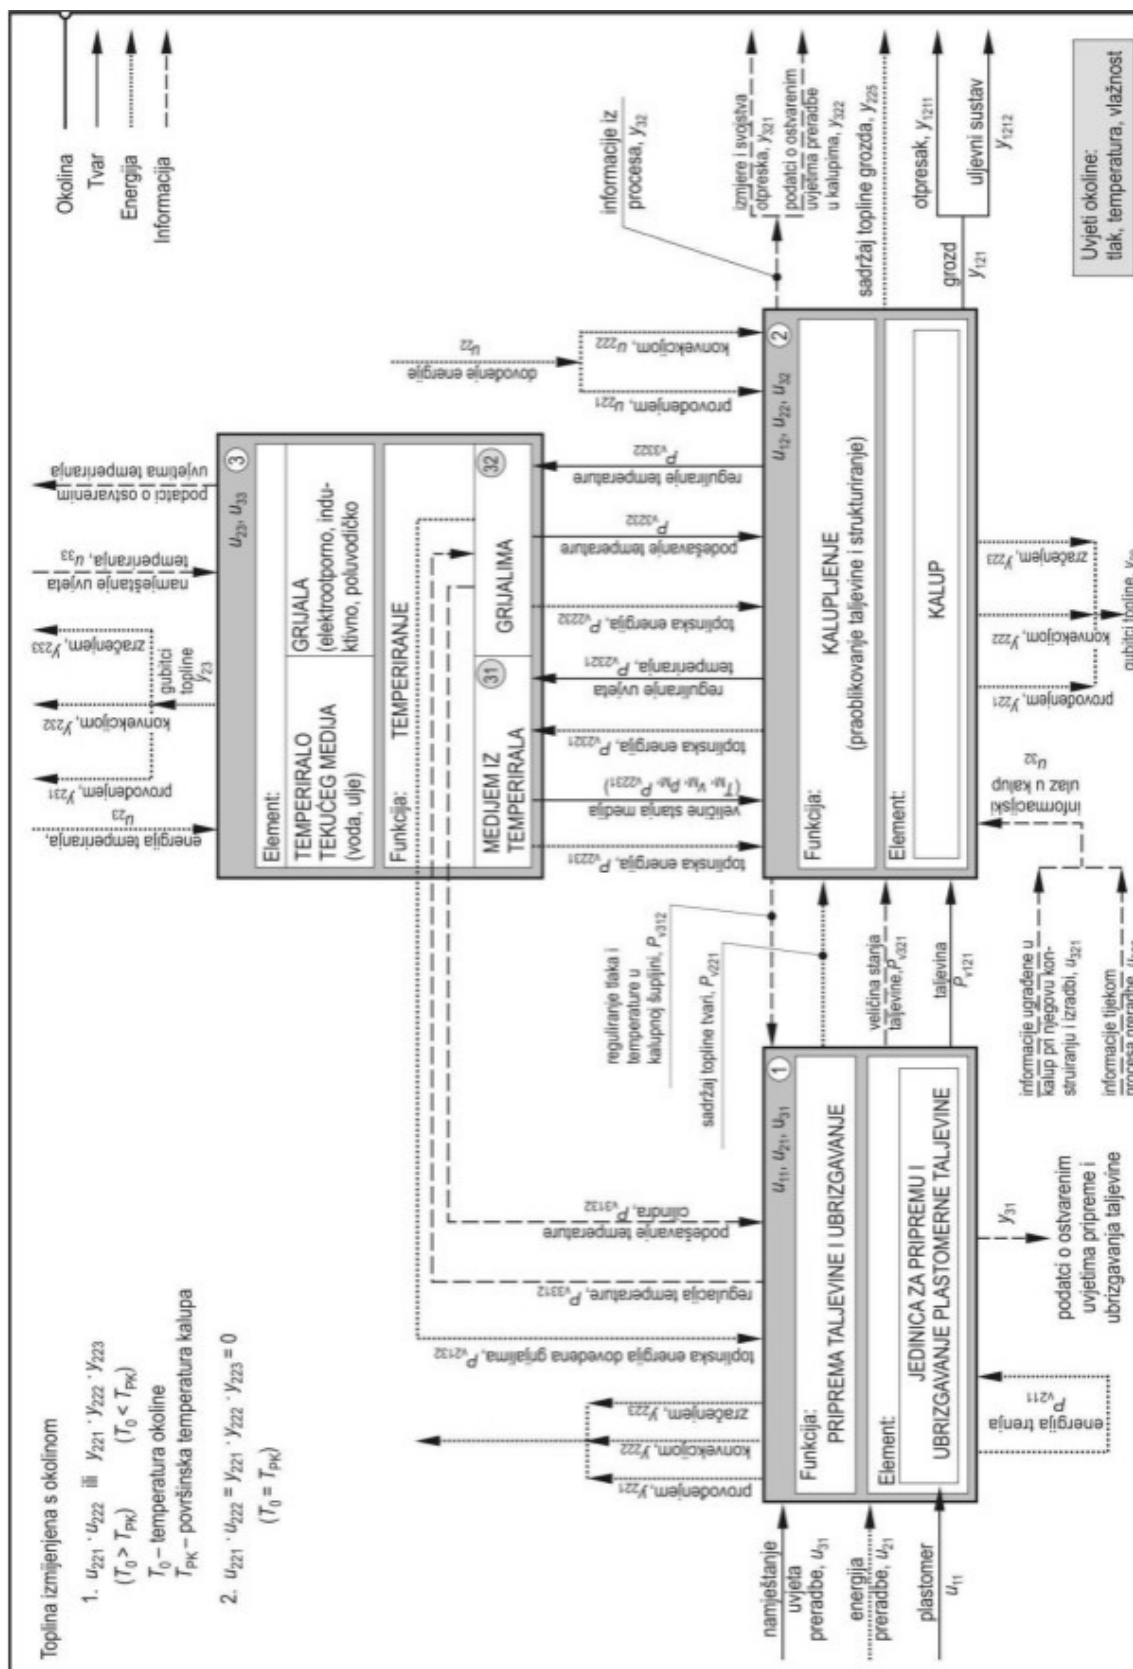 Toplina izmijenjena s okolinom
1. u221 · u222 ili y221 · y222 · y223
(T0 > TPK) (T0 < TPK)
T0 – temperatura okoline
TPK – površinska temperatura kalupa
2. u221 · u222 = y221 · y222 · y223 = 0
(T0 = TPK)
Okolina
Tvar
Energija
Informacija
energija temperiranja,
u23
provođenjem, y231
konvekcijom, y232
zračenjem, y233
gubitci
topline
y23
namještanje uvjeta
temperiranja, u33
podatci o ostvarenim
uvjetima temperiranja
u23, u33
3
Element:
TEMPERIRALO
TEKUĆEG MEDIJA
(voda, ulje)
GRIJALA
(elektrootporno, indu-
ktivno, poluvodičko
Funkcija:
TEMPERIRANJE
MEDIJEM IZ
TEMPERIRALA
31
GRIJALIMA
32
toplinska energija, Pv2231
veličine stanja medija
(TM, vM, pM, Pv2231)
toplinska energija, Pv2321
reguliranje uvjeta
temperiranja, Pv2321
toplinska energija, Pv2232
podešavanje temperature
Pv3232
reguliranje temperature
Pv3322
dovođenje energije
u22
provođenjem, u221
konvekcijom, u222
informacije iz
procesa, y32
provođenjem, y221
konvekcijom, y222
zračenjem, y223
toplinska energija dovedena grijalima, Pv2132
regulacija temperature, Pv3312
podešavanje temperature
cilindra, Pv3132
reguliranje tlaka i
temperature u
kalupnoj šupljini, Pv312
sadržaj topline tvari, Pv221
namještanje
uvjeta
preradbe, u31
energija
preradbe, u21
plastomer
u11
u11, u21, u31
1
Funkcija:
PRIPREMA TALJEVINE I UBRIZGAVANJE
Element:
JEDINICA ZA PRIPREMU I
UBRIZGAVANJE PLASTOMERNE TALJEVINE
veličina stanja
taljevine, Pv321
taljevina
Pv121
u12, u22, u32
2
Funkcija:
KALUPLJENJE
(praoblikovanje taljevine i strukturiranje)
Element:
KALUP
izmjere i svojstva
otpreska, y321
podatci o ostvarenim
uvjetima preradbe
u kalupima, y322
sadržaj topline grozda, y225
grozd
y121
otpresak, y1211
uljevni sustav
y1212
energija trenja
Pv211
y31
podatci o ostvarenim
uvjetima pripreme i
ubrizgavanja taljevine
informacije ugrađene u
kalup pri njegovu kon-
struiranju i izradbi, u321
informacije tijekom
procesa preradbe,
informacijski
ulaz u kalup
u32
provođenjem, y221
konvekcijom, y222
zračenjem, y223
gubitci topline,
Uvjeti okoline:
tlak, temperatura, vlažnost